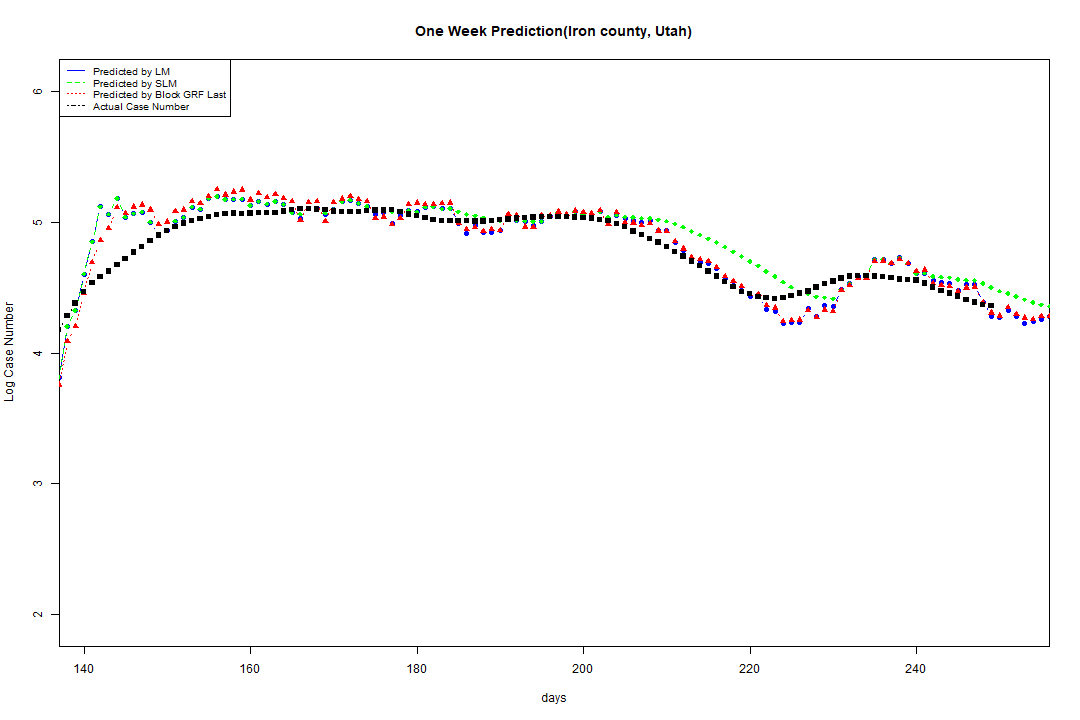 One Week Prediction(Iron county, Utah)
Predicted by LM
Predicted by SLM
Predicted by Block GRF Last
Actual Case Number
6
5
4
3
2
Log Case Number
140 160 180 200 220 240
days